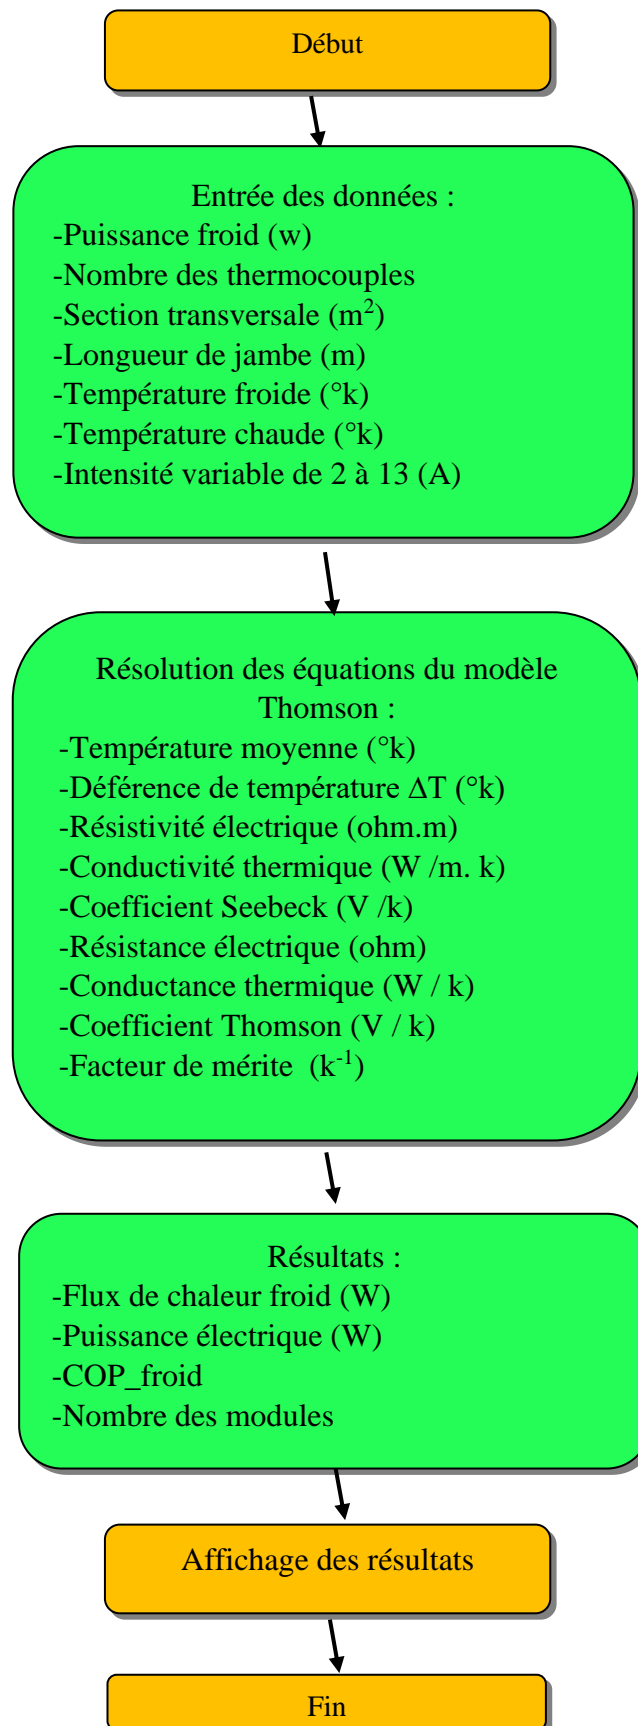 Début
Entrée des données :
-Puissance froid (w)
-Nombre des thermocouples
-Section transversale (m²)
-Longueur de jambe (m)
-Température froide (°k)
-Température chaude (°k)
-Intensité variable de 2 à 13 (A)
Résolution des équations du modèle
Thomson :
-Température moyenne (°k)
-Déférence de température ΔT (°k)
-Résistivité électrique (ohm.m)
-Conductivité thermique (W /m. k)
-Coefficient Seebeck (V /k)
-Résistance électrique (ohm)
-Conductance thermique (W / k)
-Coefficient Thomson (V / k)
-Facteur de mérite  (k⁻¹)
Résultats :
-Flux de chaleur froid (W)
-Puissance électrique (W)
-COP_froid
-Nombre des modules
Affichage des résultats
Fin